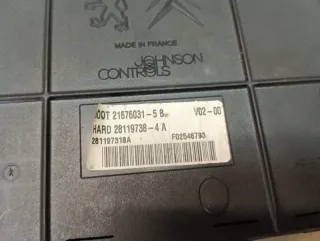 MADE IN FRANCE
JOHNSON
CONTROLS
BOOT 21676031-5 B V02-00
HARD 28119738-4 A
281197318A F02546793